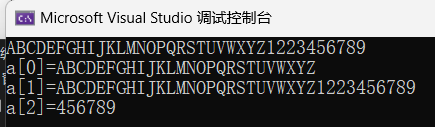 Microsoft Visual Studio 调试控制台
ABCDEFGHIJKLMNOPQRSTUVWXYZ1223456789
a[0]=ABCDEFGHIJKLMNOPQRSTUVWXYZ
a[1]=ABCDEFGHIJKLMNOPQRSTUVWXYZ1223456789
a[2]=456789